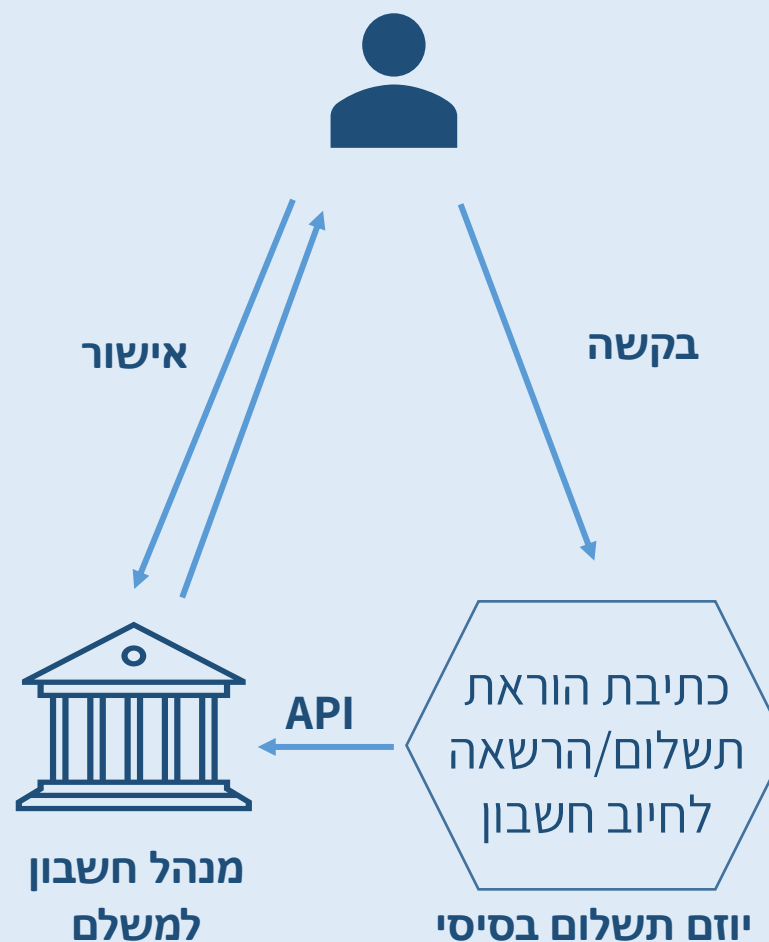 בקשה
אישור
API
כתיבת הוראת
תשלום/הרשאה
לחיוב חשבון
יוזם תשלום בסיסי
מנהל חשבון
למשלם